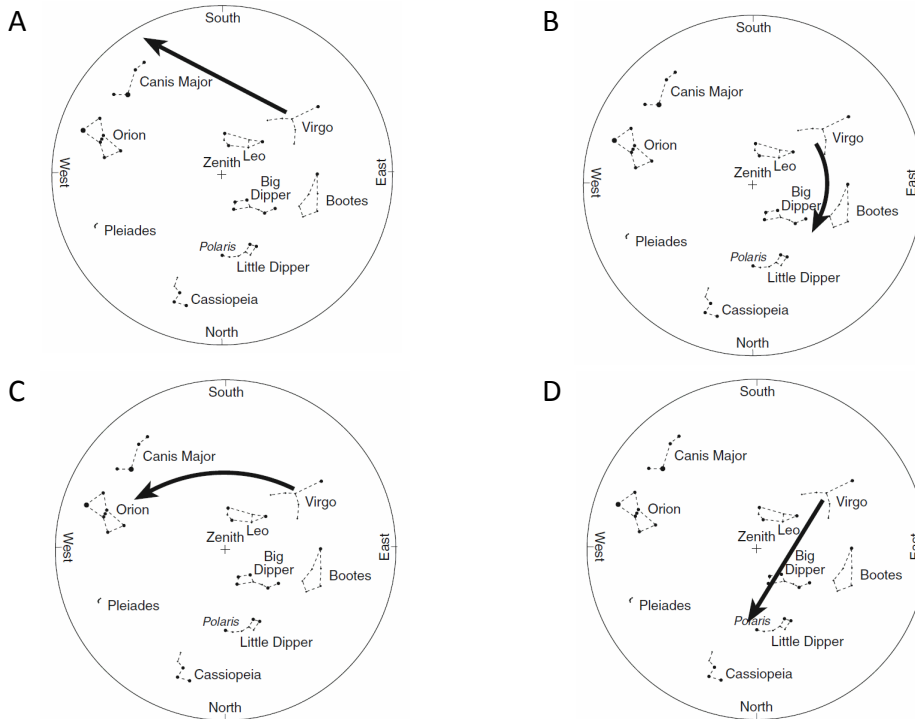 A
South
Canis Major
Orion
Virgo
Leo
Zenith
West
East
Big
Dipper
Bootes
Pleiades
Polaris
Little Dipper
Cassiopeia
North
B
South
Canis Major
Orion
Virgo
Leo
Zenith
West
East
Big
Dipper
Bootes
Pleiades
Polaris
Little Dipper
Cassiopeia
North
C
South
Canis Major
Orion
Virgo
Leo
Zenith
West
East
Big
Dipper
Bootes
Pleiades
Polaris
Little Dipper
Cassiopeia
North
D
South
Canis Major
Orion
Virgo
Leo
Zenith
West
East
Big
Dipper
Bootes
Pleiades
Polaris
Little Dipper
Cassiopeia
North